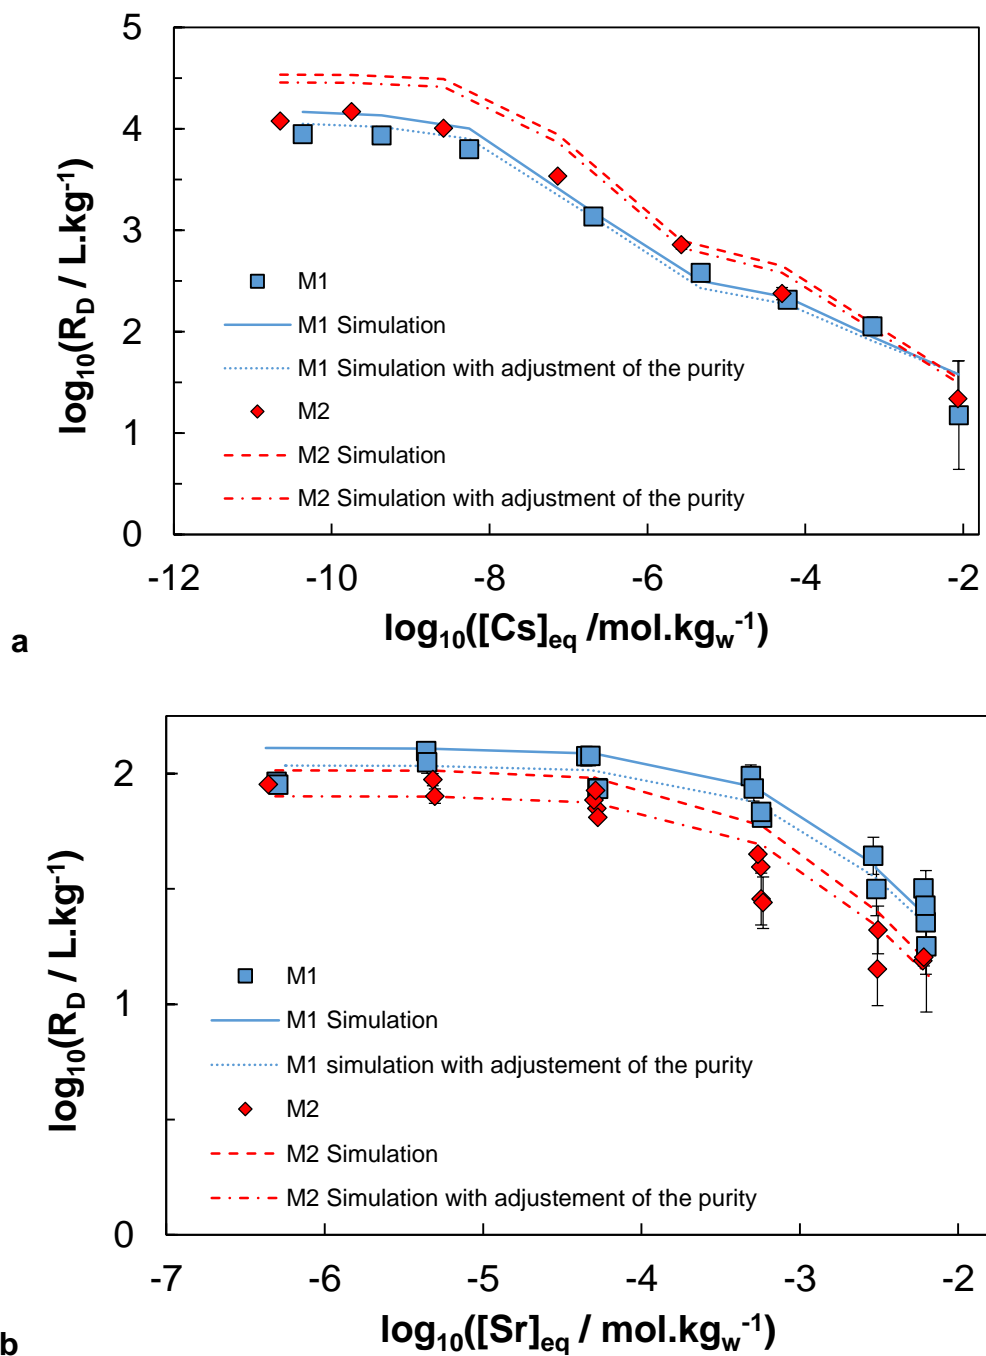 5
4
3
2
1
0
log10(RD / L.kg-1)
M1
M1 Simulation
M1 Simulation with adjustment of the purity
M2
M2 Simulation
M2 Simulation with adjustment of the purity
-12 -10 -8 -6 -4 -2
log10([Cs]eq /mol.kgw-1)
a
2
1
0
log10(RD / L.kg-1)
M1
M1 Simulation
M1 simulation with adjustement of the purity
M2
M2 Simulation
M2 Simulation with adjustement of the purity
-7 -6 -5 -4 -3 -2
log10([Sr]eq / mol.kgw-1)
b